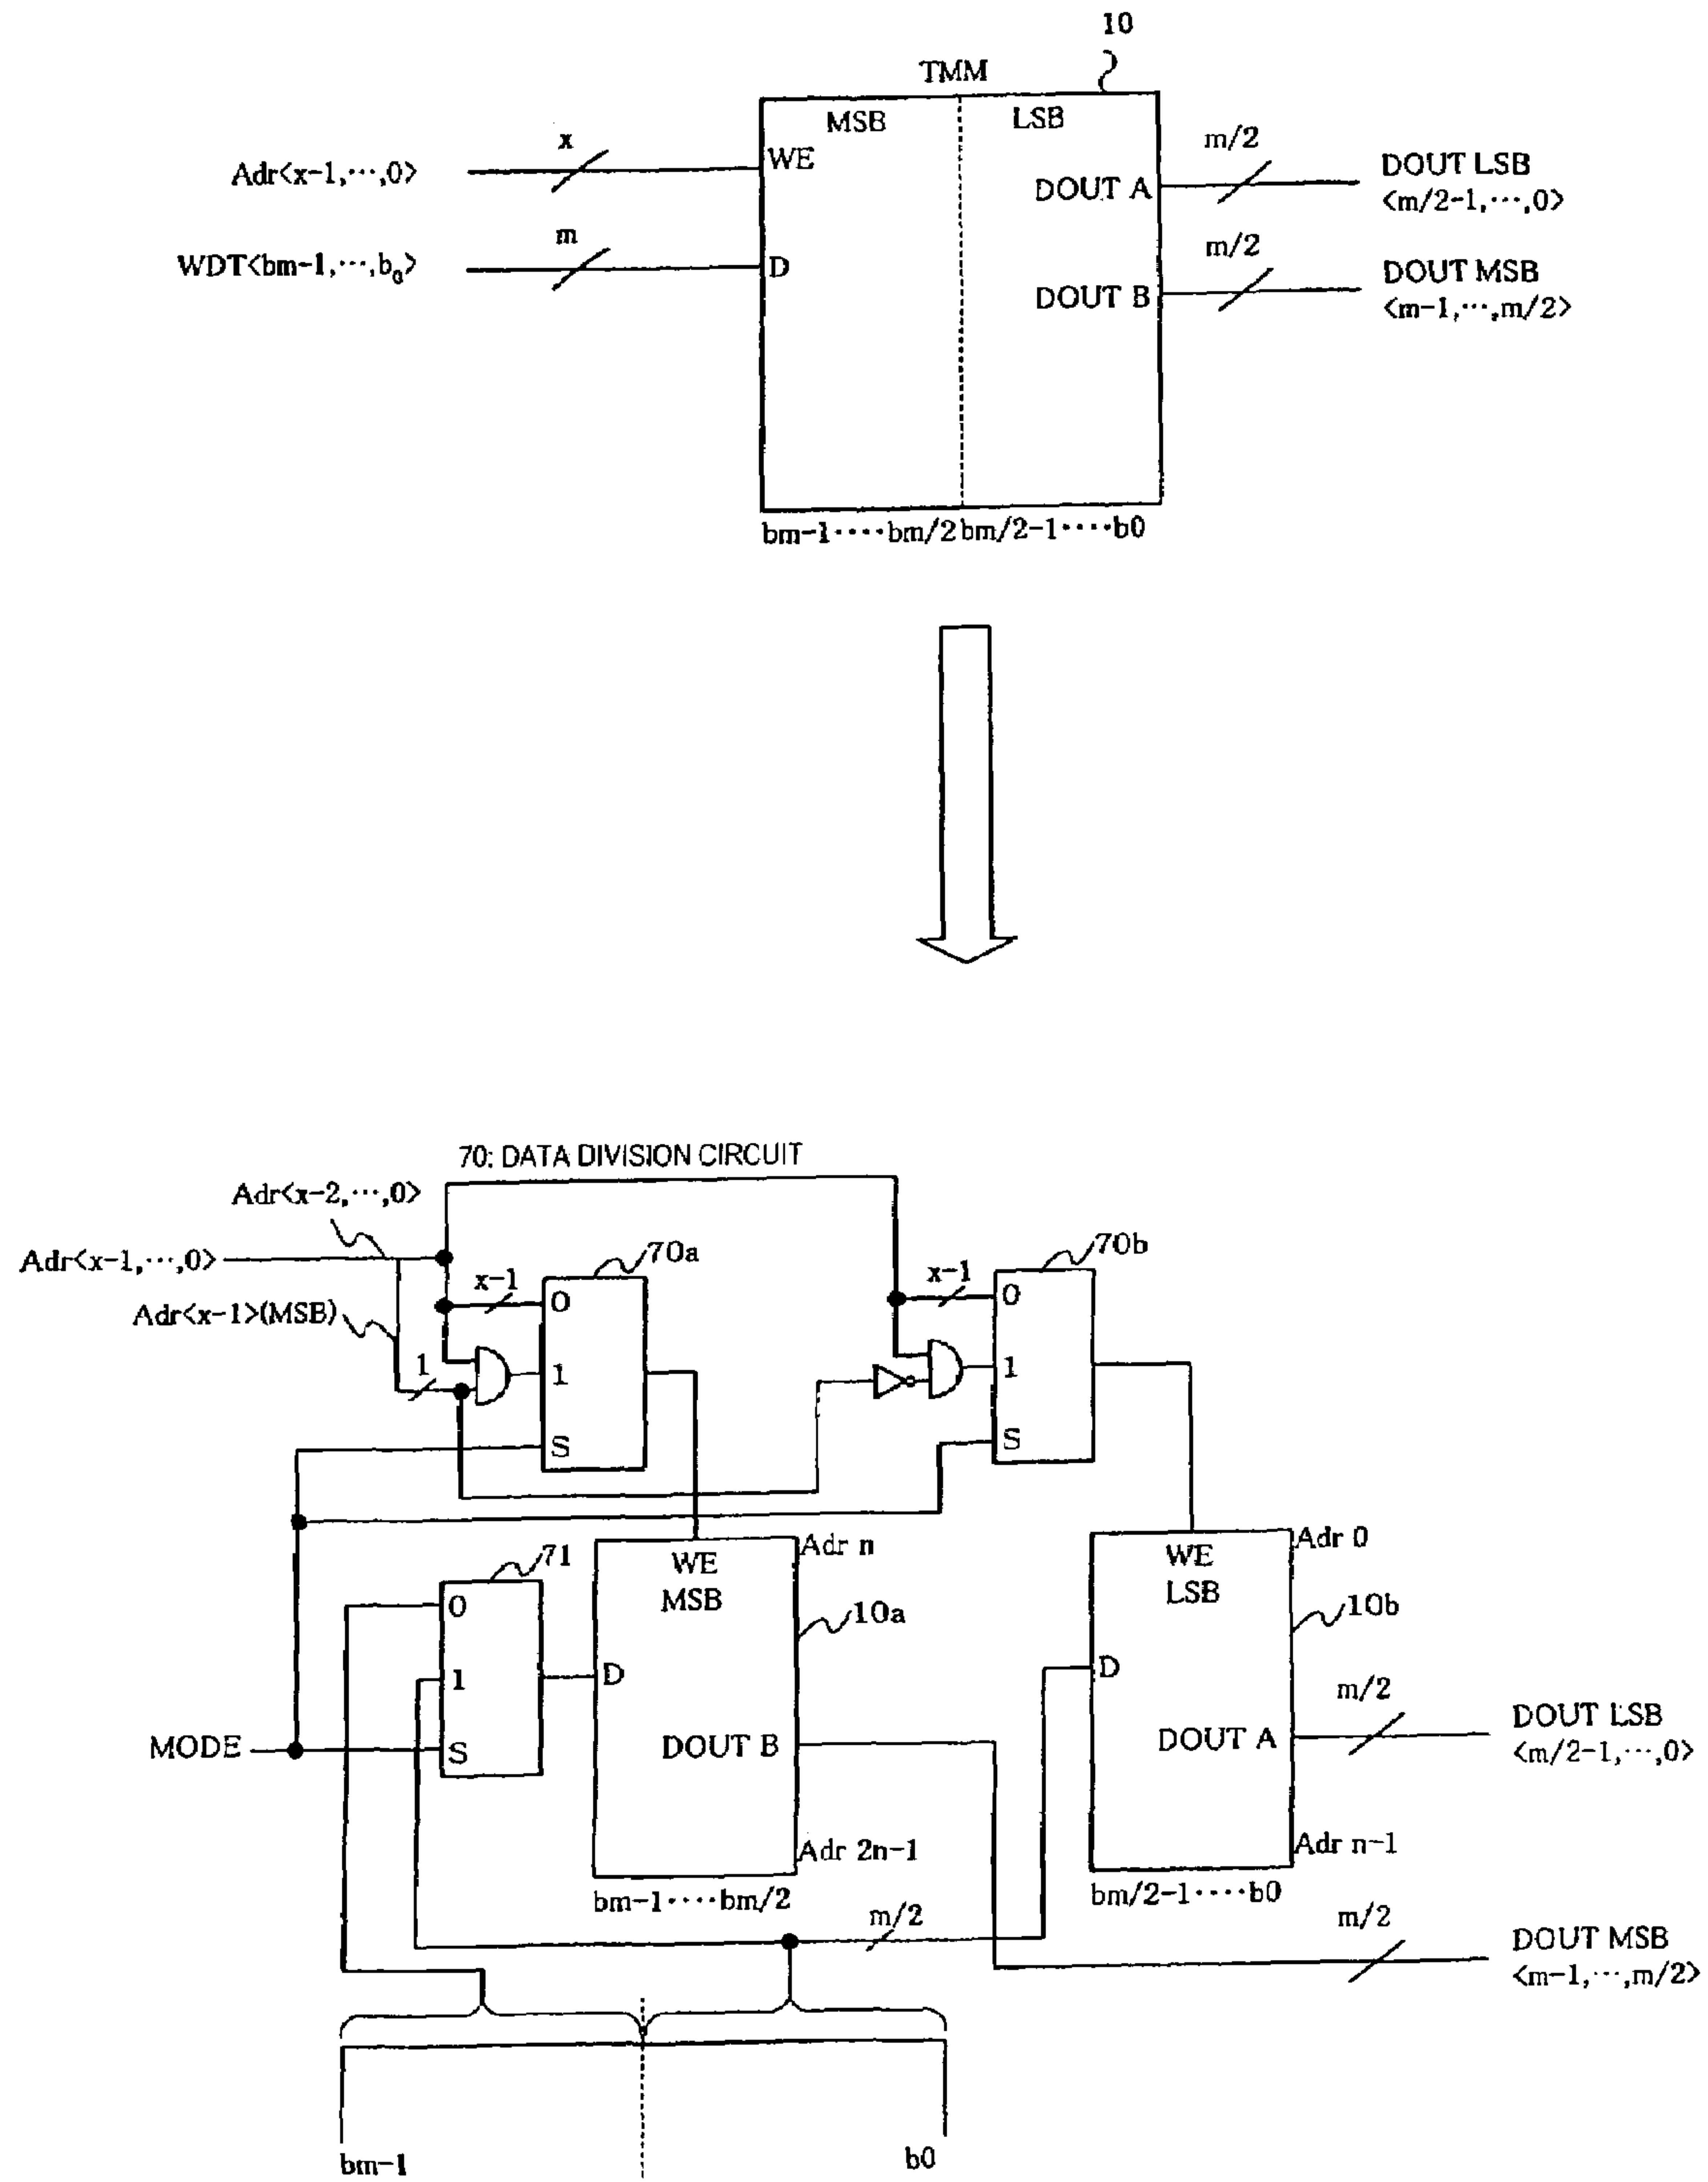 10
TMM
MSB
LSB
x
WE
m/2
Adr<x-1,⋯,0>
DOUT A
DOUT LSB
<m/2-1,⋯,0>
m
m/2
WDT<bm-1,⋯,b0>
D
DOUT B
DOUT MSB
<m-1,⋯,m/2>
bm-1⋯⋅bm/2
bm/2-1⋯⋅b0
70: DATA DIVISION CIRCUIT
Adr<x-2,⋯,0>
Adr<x-1,⋯,0>
70a
70b
x-1
0
x-1
0
Adr<x-1>(MSB)
1
1
1
S
S
71
WE
MSB
Adr n
WE
LSB
Adr 0
0
10a
10b
1
D
D
m/2
MODE
S
DOUT B
DOUT A
DOUT LSB
<m/2-1,⋯,0>
Adr 2n-1
Adr n-1
bm-1⋯⋅bm/2
bm/2-1⋯⋅b0
m/2
m/2
DOUT MSB
<m-1,⋯,m/2>
bm-1
b0